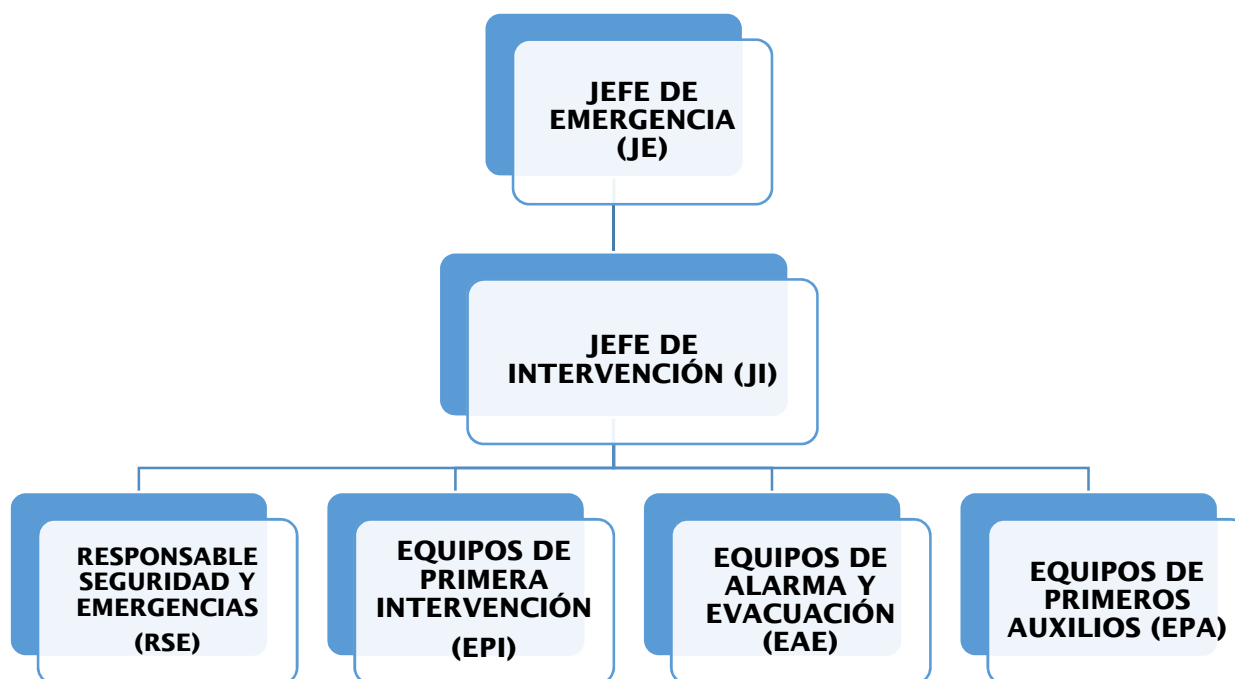 JEFE DE
EMERGENCIA
(JE)
JEFE DE
INTERVENCIÓN (JI)
RESPONSABLE
SEGURIDAD Y
EMERGENCIAS
(RSE)
EQUIPOS DE
PRIMERA
INTERVENCIÓN
(EPI)
EQUIPOS DE
ALARMA Y
EVACUACIÓN
(EAE)
EQUIPOS DE
PRIMEROS
AUXILIOS (EPA)